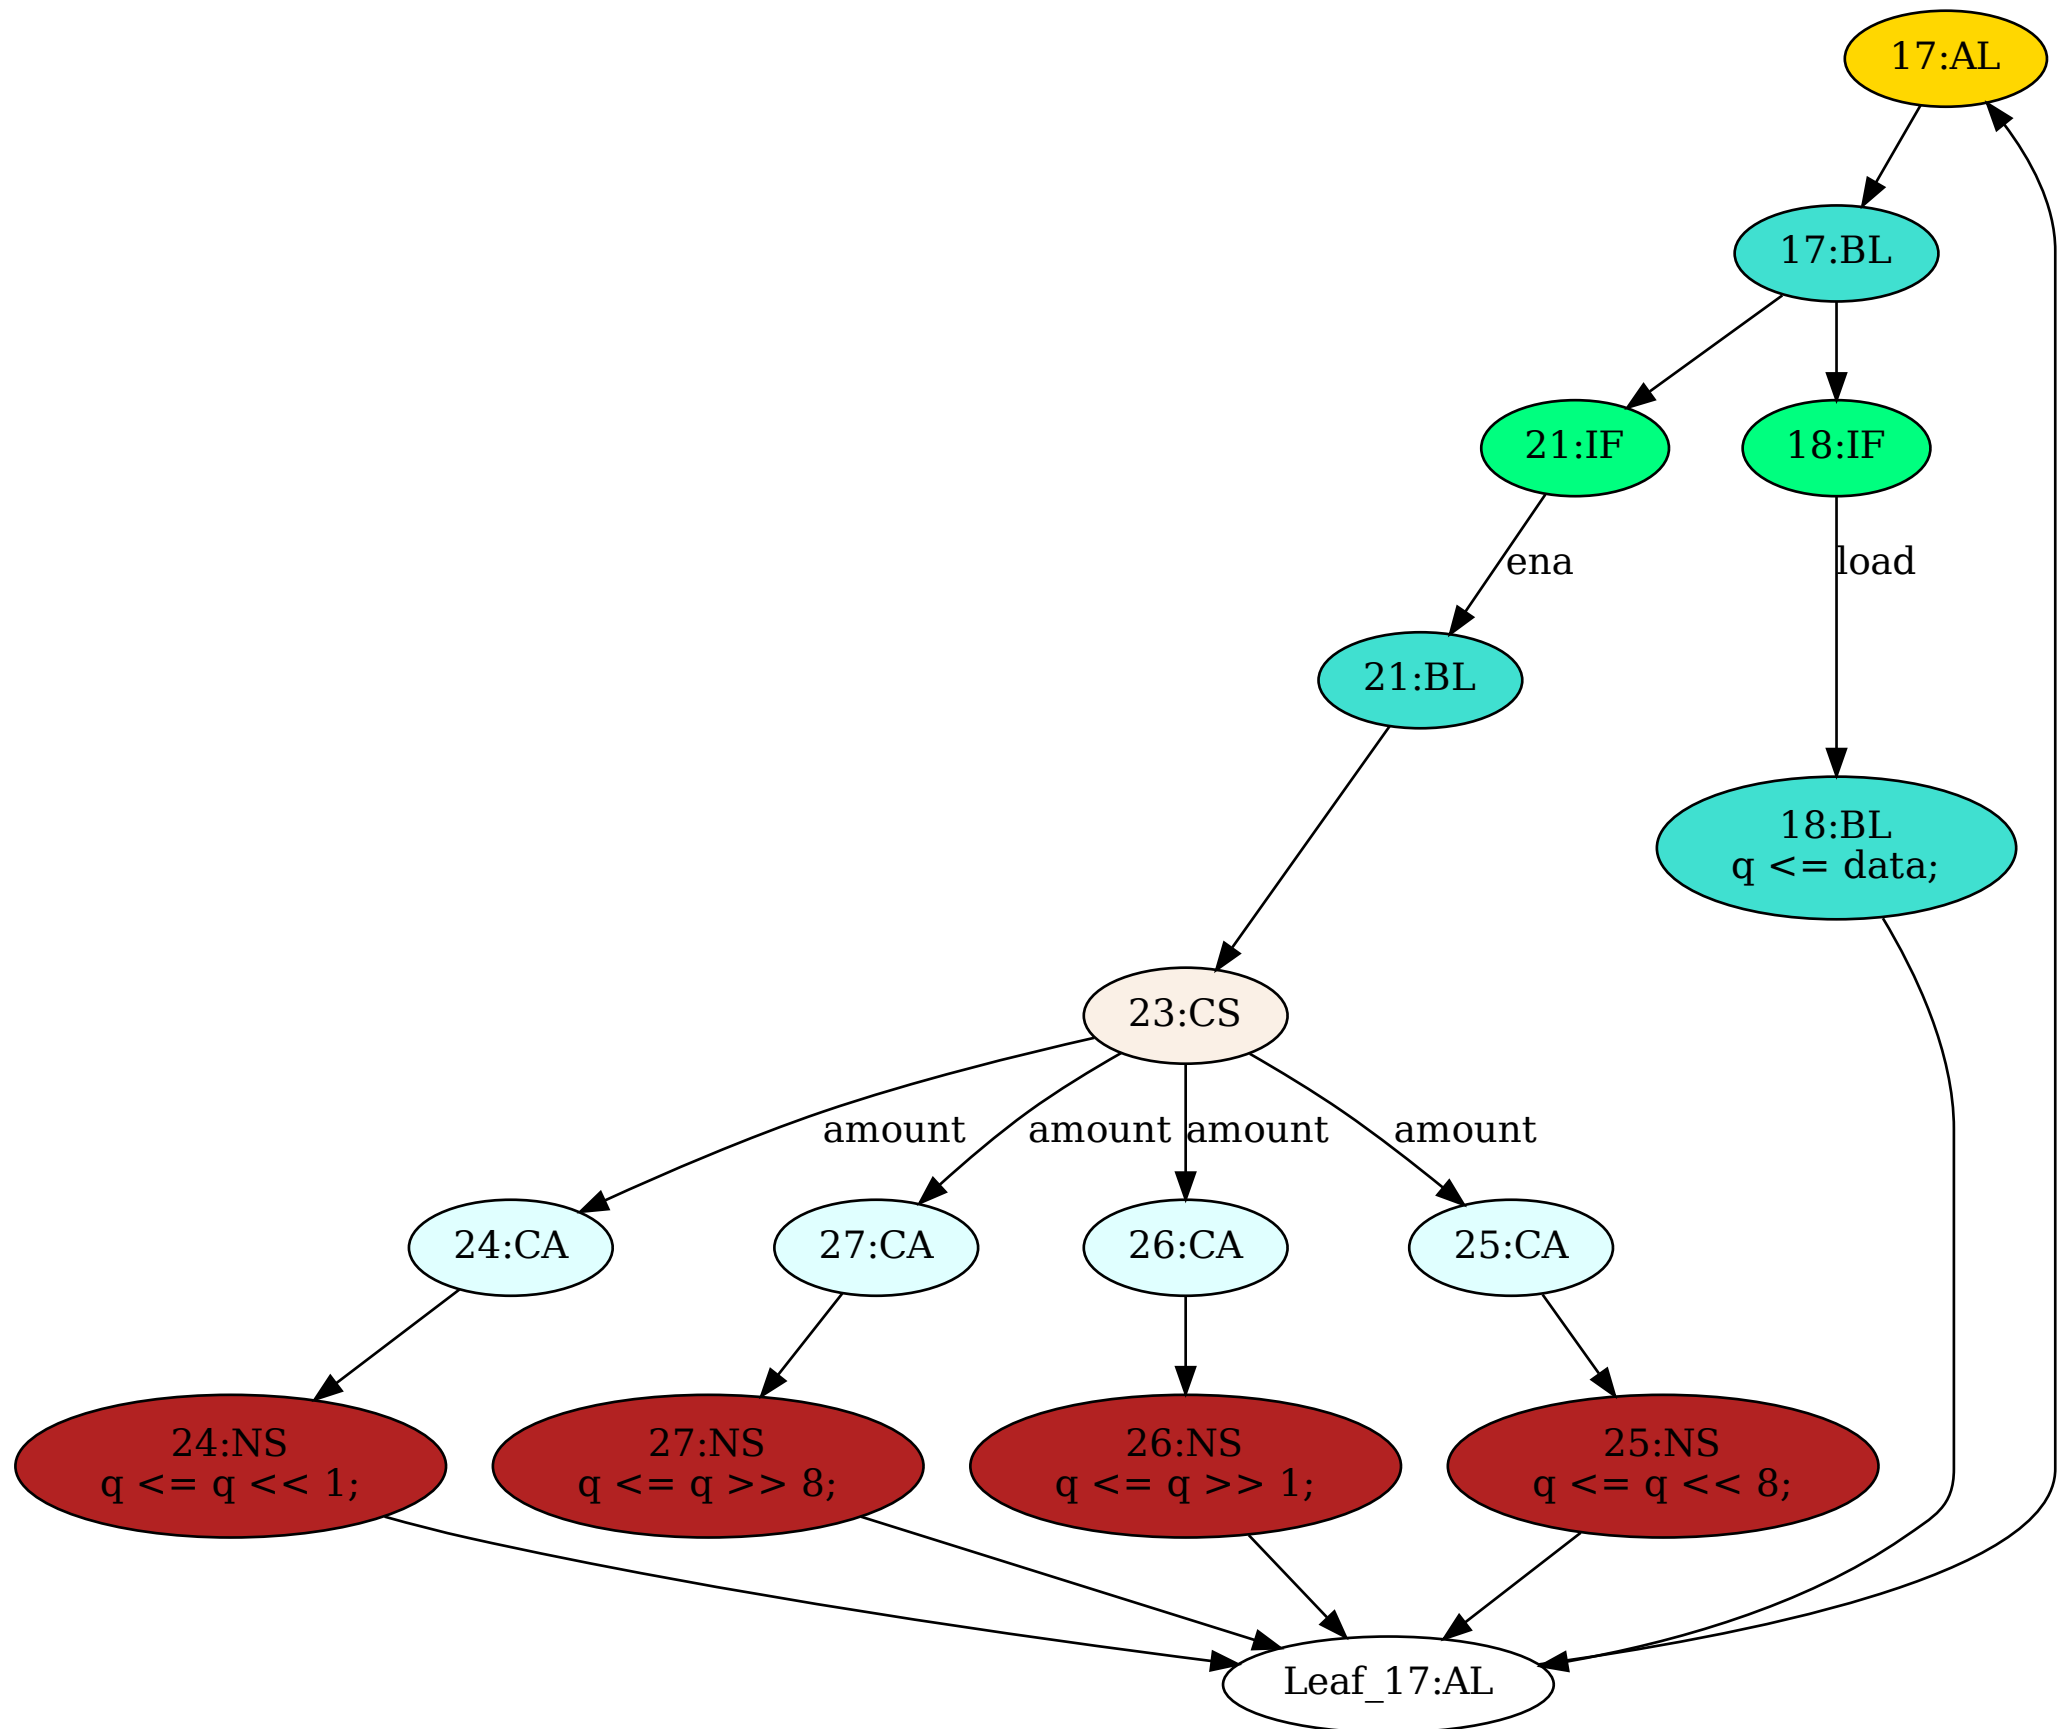 17:AL
17:BL
21:IF
18:IF
ena
load
21:BL
18:BL
q <= data;
23:CS
amount
amount
amount
amount
24:CA
27:CA
26:CA
25:CA
24:NS
q <= q << 1;
27:NS
q <= q >> 8;
26:NS
q <= q >> 1;
25:NS
q <= q << 8;
Leaf_17:AL